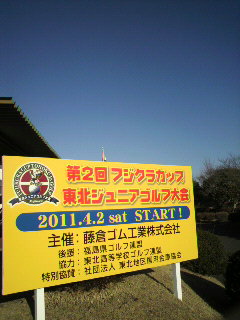 第2回 フジクラカップ
東北ジュニアゴルフ大会
2011.4.2 sat START!
主催:藤倉ゴム工業株式会社
後援:福島県ゴルフ連盟
協力:東北高等学校ゴルフ連盟
特別協賛:社団法人 東北地区